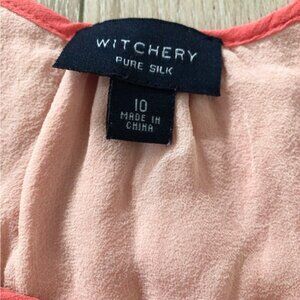 WITCHERY
PURE SILK
10
MADE IN
CHINA